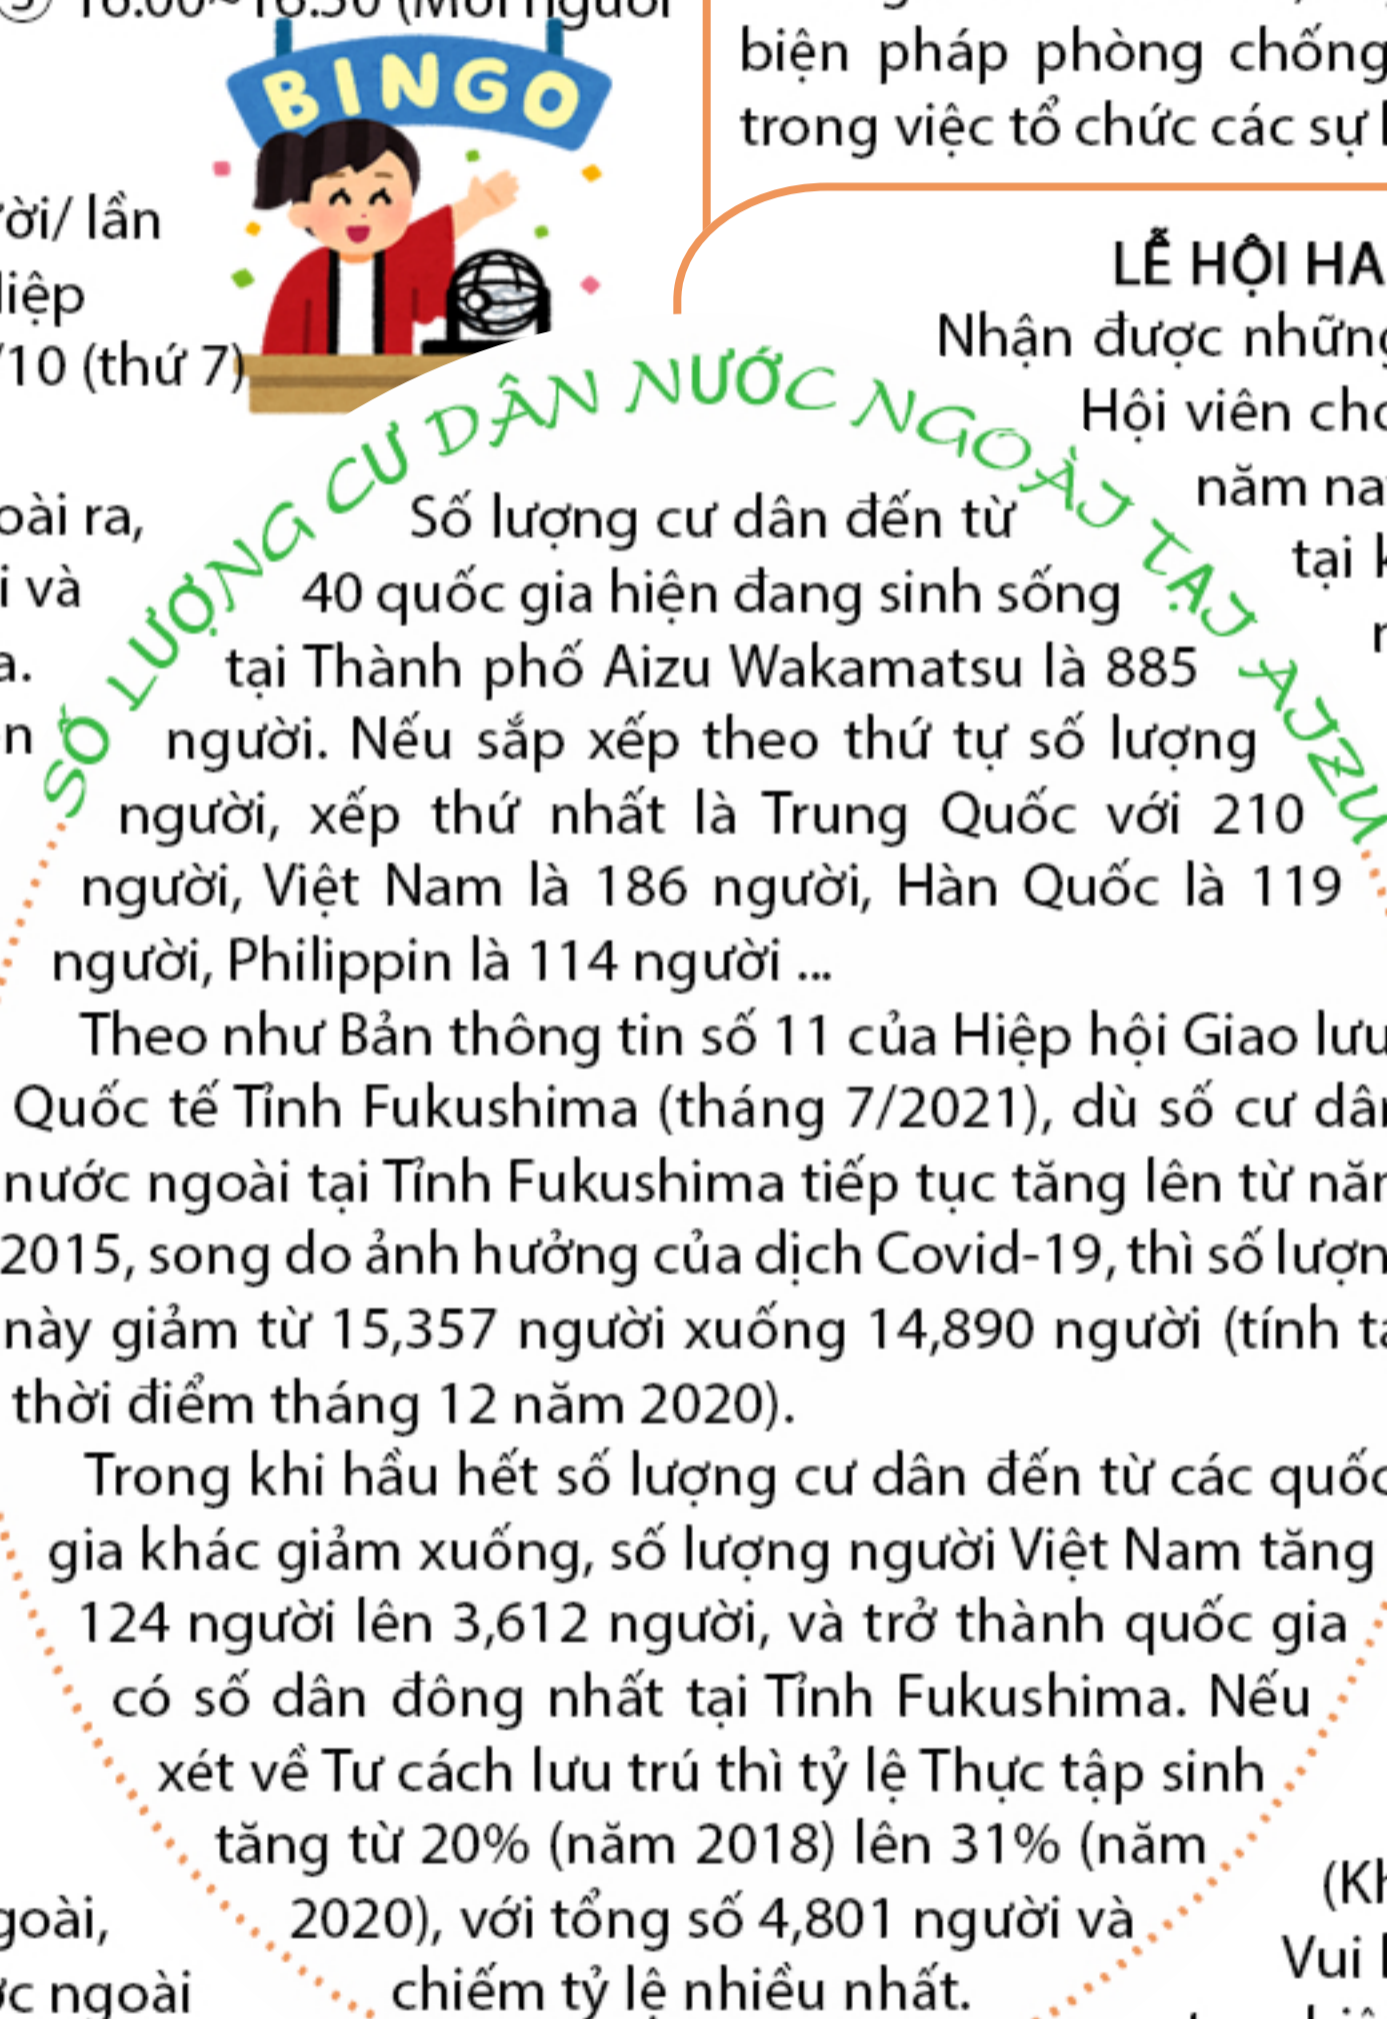 16:00~16:30 (Mỗi người
BINGO
ời/ lần
iệp
/10 (thứ 7)
oài ra,
i và
a.
n
biện pháp phòng chống
trong việc tổ chức các sự
LỄ HỘI HA
Nhận được những
Hội viên cho
năm na
tại
SỐ LƯỢNG CƯ DÂN NƯỚC NGOÀI TẠI AIZU
Số lượng cư dân đến từ
40 quốc gia hiện đang sinh sống
tại Thành phố Aizu Wakamatsu là 885
người. Nếu sắp xếp theo thứ tự số lượng
người, xếp thứ nhất là Trung Quốc với 210
người, Việt Nam là 186 người, Hàn Quốc là 119
người, Philippin là 114 người ...
Theo như Bản thông tin số 11 của Hiệp hội Giao lưu
Quốc tế Tỉnh Fukushima (tháng 7/2021), dù số cư dân
nước ngoài tại Tỉnh Fukushima tiếp tục tăng lên từ năm
2015, song do ảnh hưởng của dịch Covid-19, thì số lượn
này giảm từ 15,357 người xuống 14,890 người (tính tạ
thời điểm tháng 12 năm 2020).
Trong khi hầu hết số lượng cư dân đến từ các quốc
gia khác giảm xuống, số lượng người Việt Nam tăng
124 người lên 3,612 người, và trở thành quốc gia
có số dân đông nhất tại Tỉnh Fukushima. Nếu
xét về Tư cách lưu trú thì tỷ lệ Thực tập sinh
tăng từ 20% (năm 2018) lên 31% (năm
2020), với tổng số 4,801 người và
chiếm tỷ lệ nhiều nhất.
goài,
ớc ngoài
(Kh
Vui